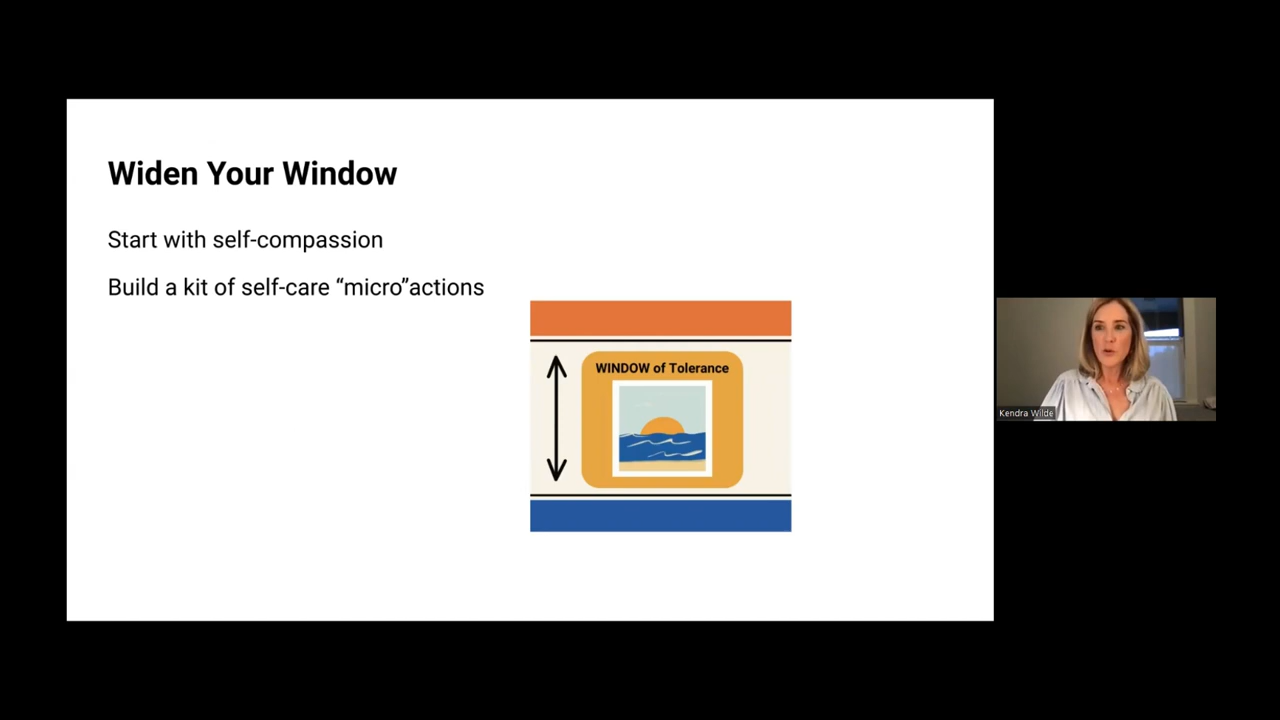 Widen Your Window
Start with self-compassion
Build a kit of self-care “micro”actions
WINDOW of Tolerance
Kendra Wilde